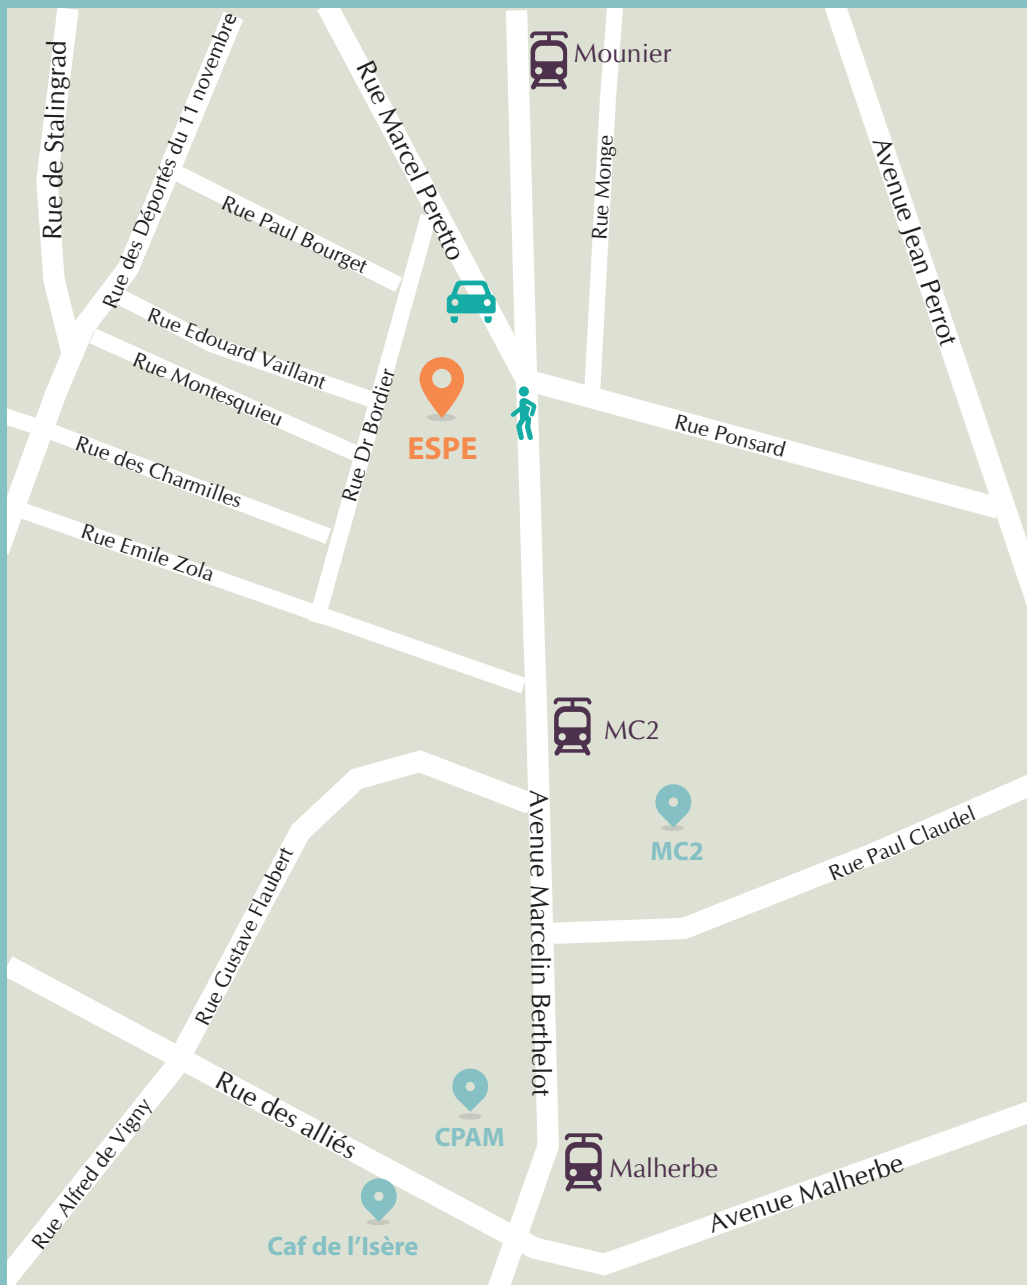 Mounier
Rue de Stalingrad
Rue des Déportés du 11 novembre
Rue Marcel Peretto
Rue Monge
Avenue Jean Perrot
Rue Paul Bourget
Rue Edouard Vaillant
Rue Montesquieu
Rue Dr Bordier
ESPE
Rue Ponsard
Rue des Charmilles
Rue Emile Zola
MC2
MC2
Avenue Marcelin Berthelot
Rue Paul Claudel
Rue Gustave Flaubert
Rue des alliés
CPAM
Rue Alfred de Vigny
Malherbe
Avenue Malherbe
Caf de l’Isère